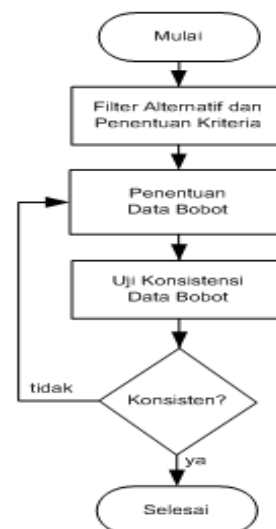 Mulai
Filter Alternatif dan
Penentuan Kriteria
Penentuan
Data Bobot
Uji Konsistensi
Data Bobot
Konsisten?
tidak
ya
Selesai